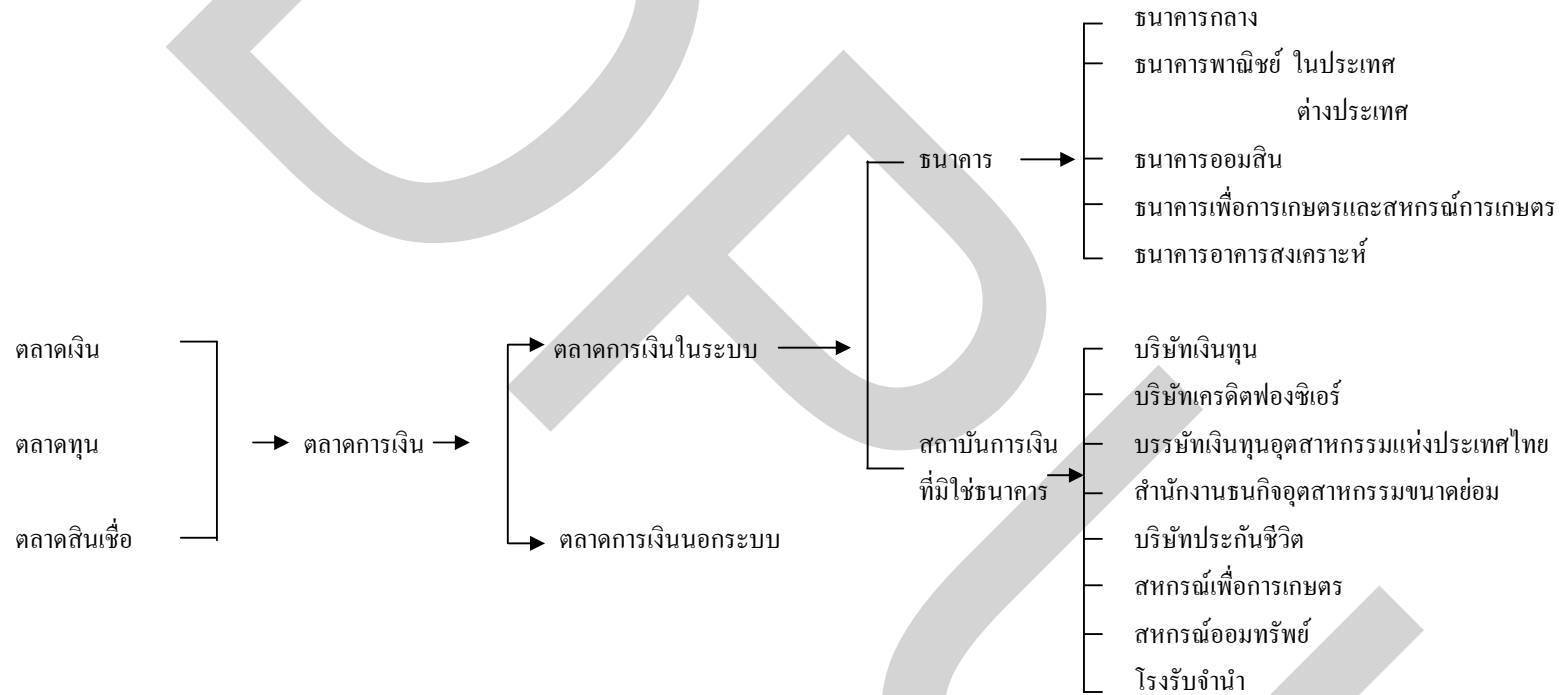 ธนาคารกลาง
ธนาคารพาณิชย์ ในประเทศ
ต่างประเทศ
ธนาคาร
ธนาคารออมสิน
ธนาคารเพื่อการเกษตรและสหกรณ์การเกษตร
ธนาคารอาคารสงเคราะห์
ตลาดเงิน
ตลาดทุน
ตลาดสินเชื่อ
ตลาดการเงิน
ตลาดการเงินในระบบ
ตลาดการเงินนอกระบบ
สถาบันการเงิน
ที่มิใช่ธนาคาร
บริษัทเงินทุน
บริษัทเครดิตฟองซิเอร์
บรรษัทเงินทุนอุตสาหกรรมแห่งประเทศไทย
สำนักงานธนกิจอุตสาหกรรมขนาดย่อม
บริษัทประกันชีวิต
สหกรณ์เพื่อการเกษตร
สหกรณ์ออมทรัพย์
โรงรับจำนำ